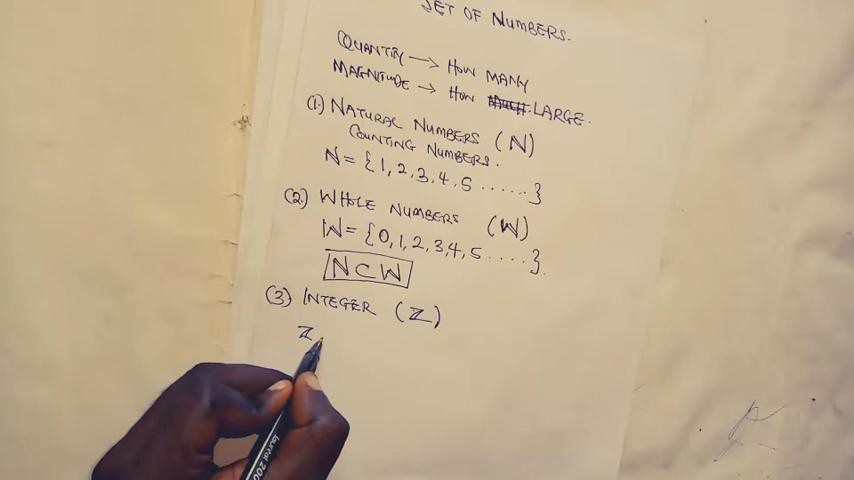 SET OF NUMBERS.
QUANTITY → HOW MANY
MAGNITUDE → HOW LARGE.
(1.) NATURAL NUMBERS (N)
COUNTING NUMBERS.
N = {1, 2, 3, 4, 5 ......}
(2.) WHOLE NUMBERS (W)
W = {0, 1, 2, 3, 4, 5 .....}.
N ⊂ W
(3) INTEGER (Z)
Z